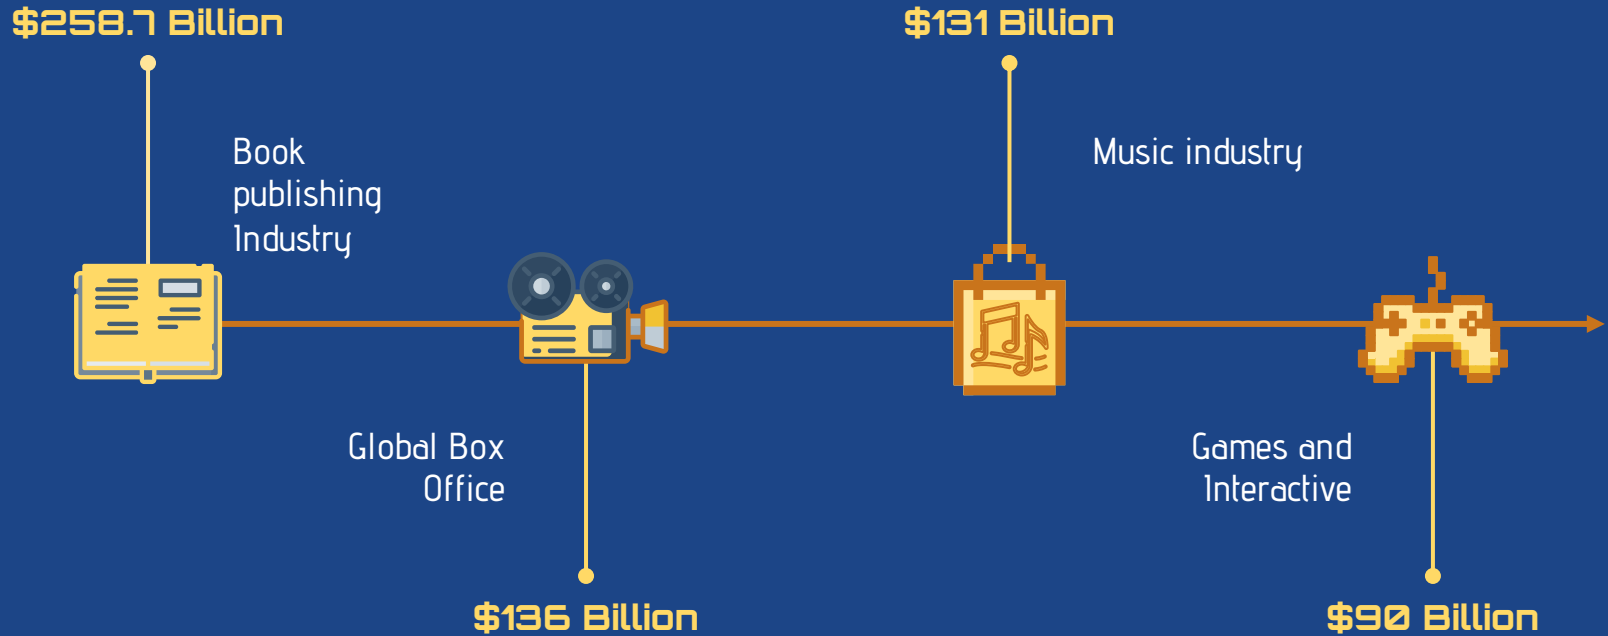 $258.7 Billion
Book
publishing
Industry
Global Box
Office
$136 Billion
$131 Billion
Music industry
Games and
Interactive
$90 Billion